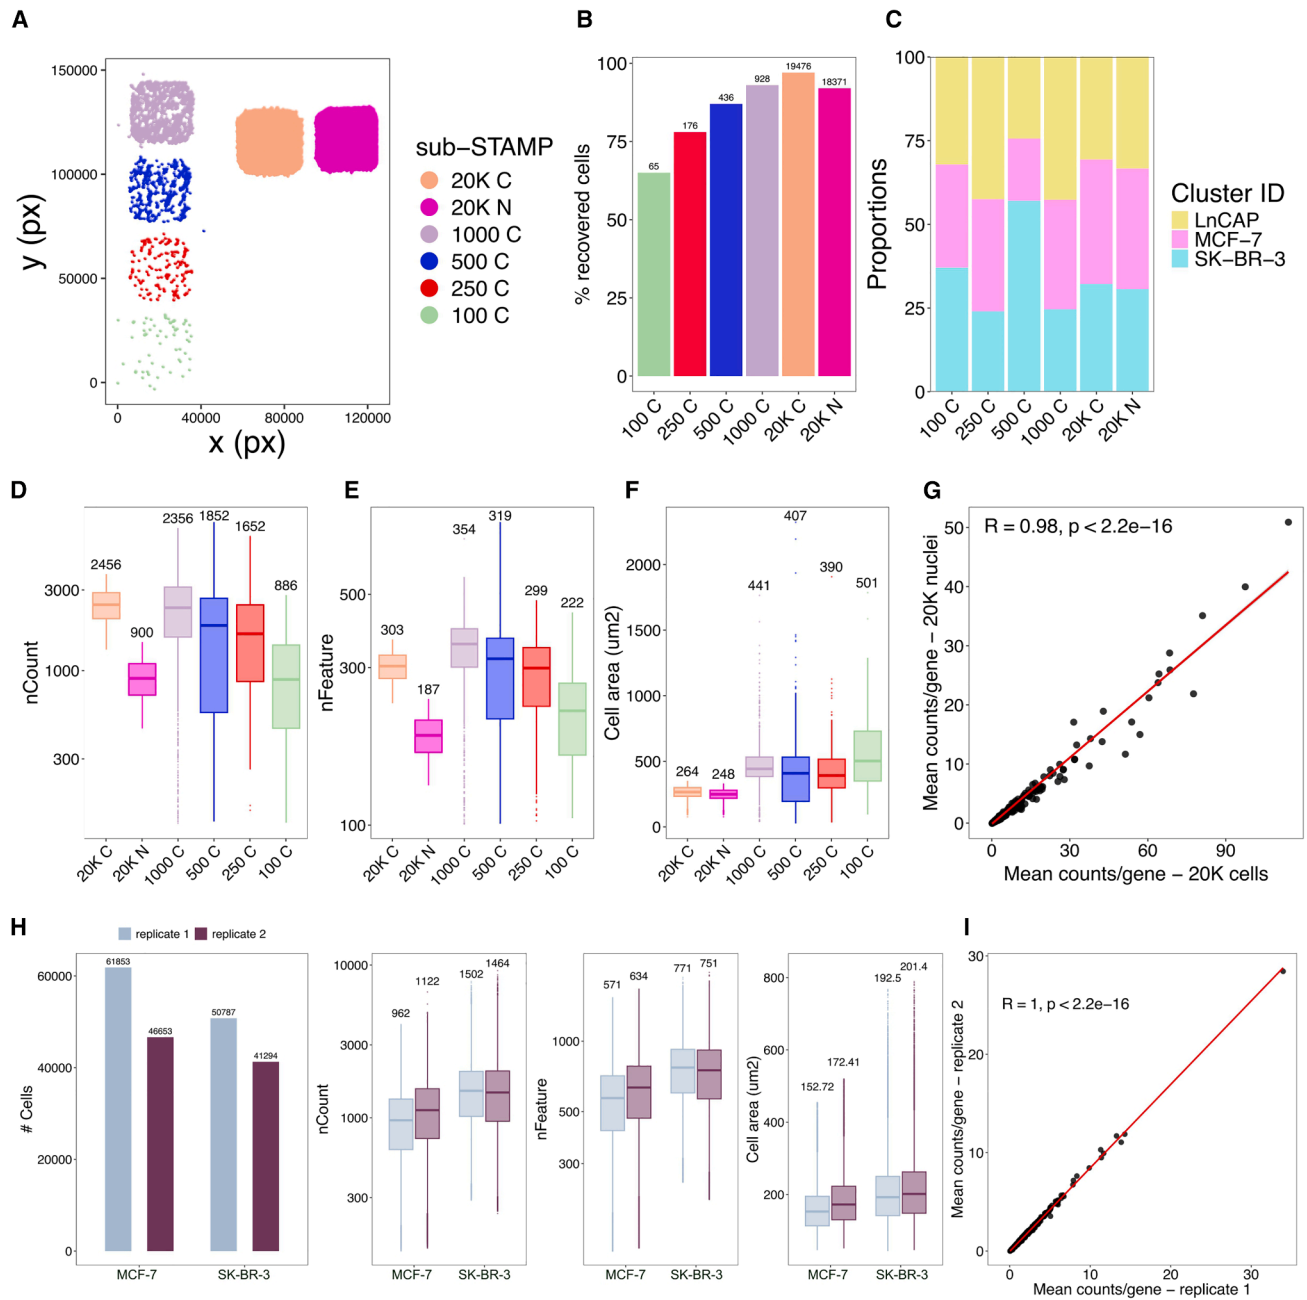 A
B
C
150000
100000
50000
0
0
40000
80000
120000
x (px)
y (px)
sub−STAMP
20K C
20K N
1000 C
500 C
250 C
100 C
100
75
50
25
0
% recovered cells
65
176
436
928
19476
18371
100 C
250 C
500 C
1000 C
20K C
20K N
100
75
50
25
0
Proportions
100 C
250 C
500 C
1000 C
20K C
20K N
Cluster ID
LnCAP
MCF−7
SK−BR−3
D
E
F
G
nCount
3000
1000
300
2456
900
2356
1852
1652
886
20K C
20K N
1000 C
500 C
250 C
100 C
nFeature
500
300
100
303
187
354
319
299
222
20K C
20K N
1000 C
500 C
250 C
100 C
Cell area (um2)
2000
1500
1000
500
0
264
248
441
407
390
501
20K C
20K N
1000 C
500 C
250 C
100 C
Mean counts/gene − 20K nuclei
R = 0.98, p < 2.2e−16
50
40
30
20
10
0
0
30
60
90
Mean counts/gene − 20K cells
H
I
replicate 1
replicate 2
# Cells
60000
40000
20000
0
61853
46653
50787
41294
MCF-7
SK-BR-3
nCount
10000
3000
1000
300
962
1122
1502
1464
MCF-7
SK-BR-3
nFeature
1000
500
300
571
634
771
751
MCF-7
SK-BR-3
Cell area (um2)
800
600
400
200
152.72
172.41
192.5
201.4
MCF-7
SK-BR-3
Mean counts/gene − replicate 2
R = 1, p < 2.2e−16
30
20
10
0
0
10
20
30
Mean counts/gene − replicate 1